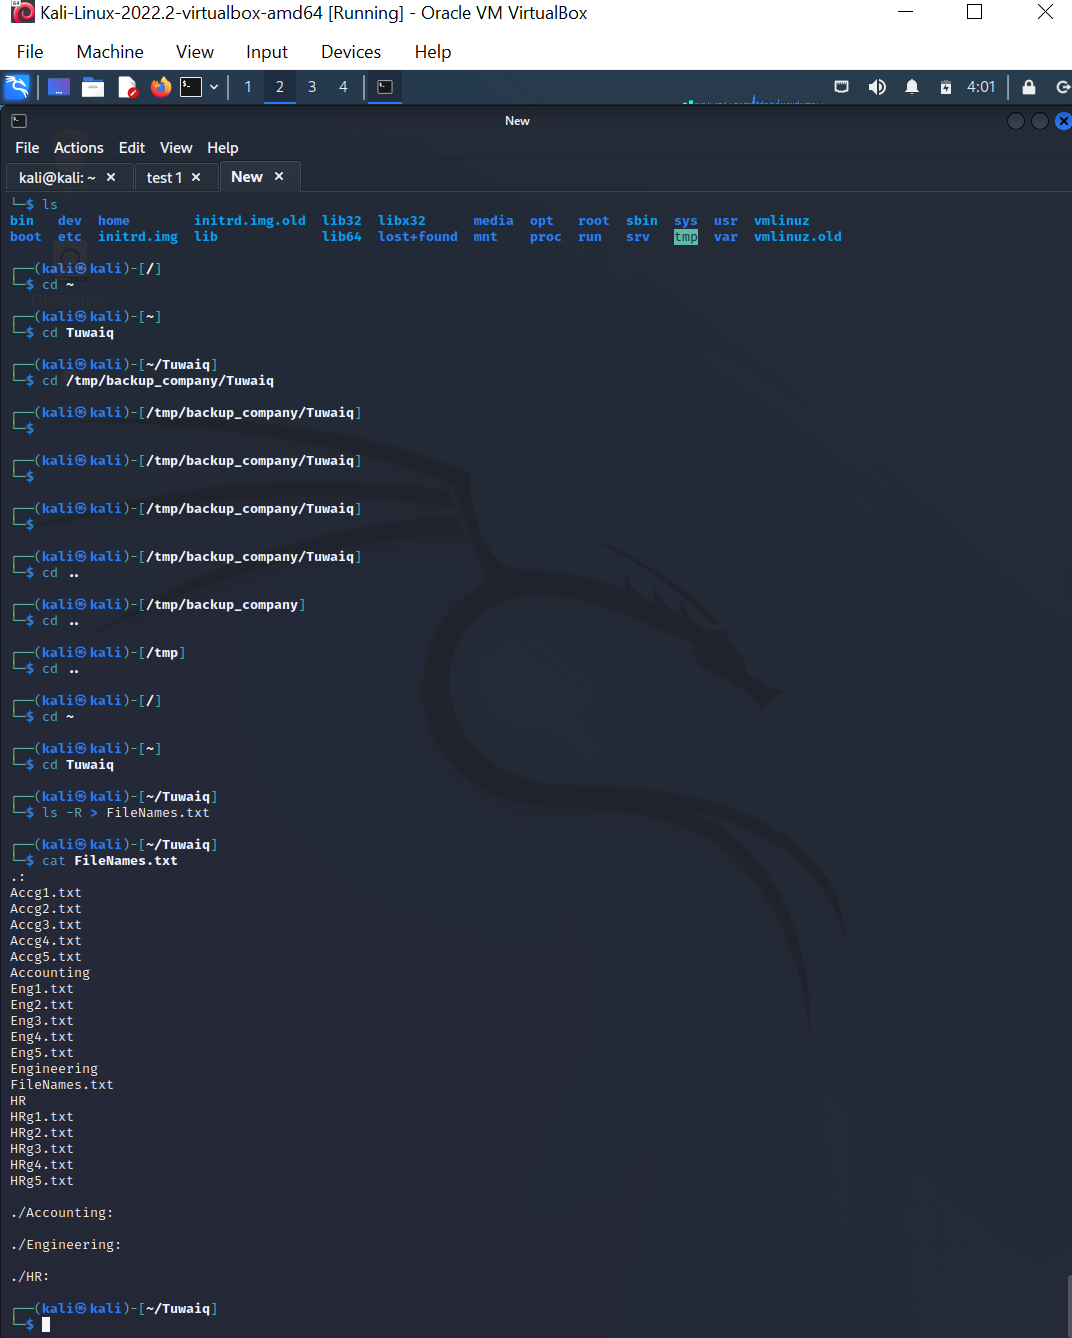 Kali-Linux-2022.2-virtualbox-amd64 [Running] - Oracle VM VirtualBox
File Machine View Input Devices Help
1 2 3 4 4:01
New
File Actions Edit View Help
kali@kali: ~ × test 1 × New ×
└─$ ls
bin dev home initrd.img.old lib32 libx32 media opt root sbin sys usr vmlinuz
boot etc initrd.img lib lib64 lost+found mnt proc run srv tmp var vmlinuz.old
┌──(kali㉿kali)-[/]
└─$ cd ~
┌──(kali㉿kali)-[~]
└─$ cd Tuwaiq
┌──(kali㉿kali)-[~/Tuwaiq]
└─$ cd /tmp/backup_company/Tuwaiq
┌──(kali㉿kali)-[/tmp/backup_company/Tuwaiq]
└─$
┌──(kali㉿kali)-[/tmp/backup_company/Tuwaiq]
└─$
┌──(kali㉿kali)-[/tmp/backup_company/Tuwaiq]
└─$
┌──(kali㉿kali)-[/tmp/backup_company/Tuwaiq]
└─$ cd ..
┌──(kali㉿kali)-[/tmp/backup_company]
└─$ cd ..
┌──(kali㉿kali)-[/tmp]
└─$ cd ..
┌──(kali㉿kali)-[/]
└─$ cd ~
┌──(kali㉿kali)-[~]
└─$ cd Tuwaiq
┌──(kali㉿kali)-[~/Tuwaiq]
└─$ ls -R > FileNames.txt
┌──(kali㉿kali)-[~/Tuwaiq]
└─$ cat FileNames.txt
.:
Accg1.txt
Accg2.txt
Accg3.txt
Accg4.txt
Accg5.txt
Accounting
Eng1.txt
Eng2.txt
Eng3.txt
Eng4.txt
Eng5.txt
Engineering
FileNames.txt
HR
HRg1.txt
HRg2.txt
HRg3.txt
HRg4.txt
HRg5.txt
./Accounting:
./Engineering:
./HR:
┌──(kali㉿kali)-[~/Tuwaiq]
└─$